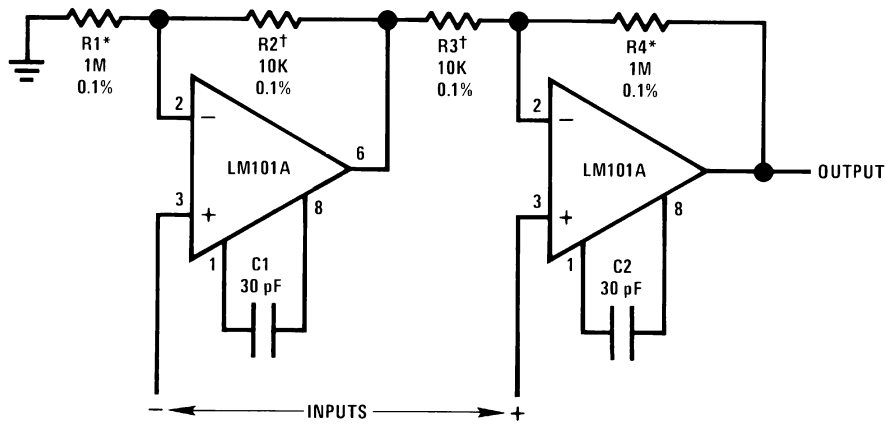 R1*
1M
0.1%
R2†
10K
0.1%
R3†
10K
0.1%
R4*
1M
0.1%
2
−
LM101A
6
3
+
8
1
C1
30 pF
2
−
LM101A
OUTPUT
3
+
8
1
C2
30 pF
− INPUTS +